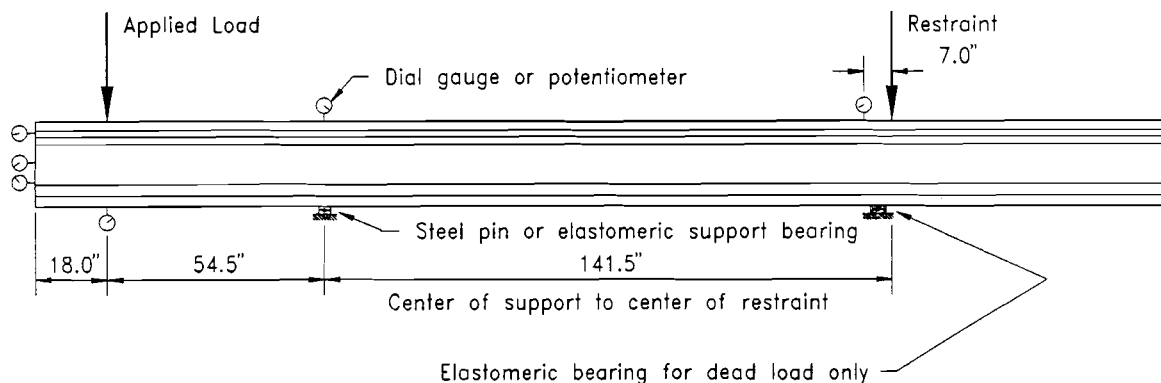 Applied Load
Restraint
7.0"
Dial gauge or potentiometer
Steel pin or elastomeric support bearing
18.0"
54.5"
141.5"
Center of support to center of restraint
Elastomeric bearing for dead load only